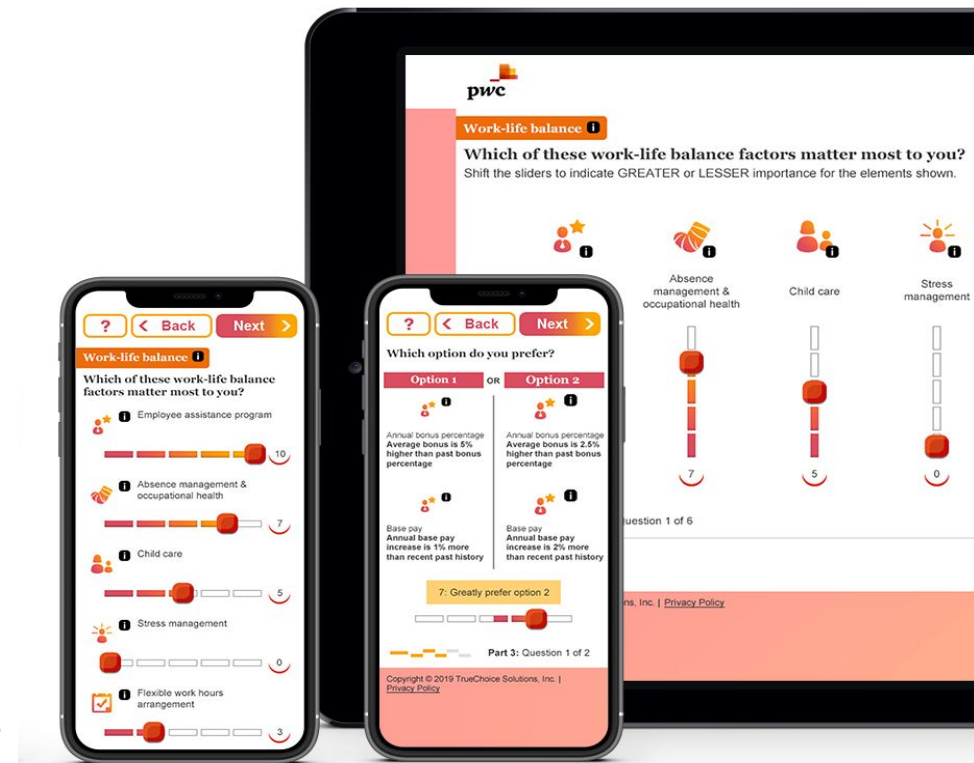 pwc
Work-life balance i
Which of these work-life balance factors matter most to you?
Shift the sliders to indicate GREATER or LESSER importance for the elements shown.
i
i
i
i
Absence
management &
occupational health
Child care
Stress
management
7
5
0
uestion 1 of 6
ns, Inc. | Privacy Policy
?
< Back
Next >
Work-life balance i
Which of these work-life balance
factors matter most to you?
i Employee assistance program
10
i Absence management &
occupational health
7
i Child care
5
i Stress management
0
i Flexible work hours
arrangement
3
?
< Back
Next >
Which option do you prefer?
Option 1
OR
Option 2
i
Annual bonus percentage
Average bonus is 5%
higher than past bonus
percentage
i
Annual bonus percentage
Average bonus is 2.5%
higher than past bonus
percentage
i
Base pay
Annual base pay
increase is 1% more
than recent past history
i
Base pay
Annual base pay
increase is 2% more
than recent past history
7: Greatly prefer option 2
Part 3: Question 1 of 2
Copyright © 2019 TrueChoice Solutions, Inc. |
Privacy Policy